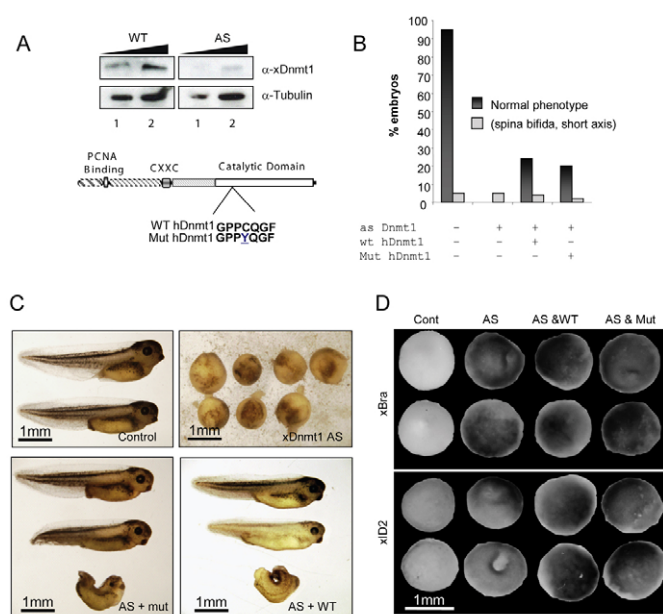 A
WT AS
α-xDnmt1
α-Tubulin
1 2 1 2
PCNA
Binding
CXXC
Catalytic Domain
WT hDnmt1 GPPCQGF
Mut hDnmt1 GPPYQGF
B
% embryos
100
90
80
70
60
50
40
30
20
10
0
Normal phenotype
(spina bifida, short axis)
as Dnmt1 - + + +
wt hDnmt1 - - + -
Mut hDnmt1 - - - +
C
1mm Control
1mm xDnmt1 AS
1mm AS + mut
1mm AS + WT
D
Cont AS AS &WT AS & Mut
xBra
xID2
1mm